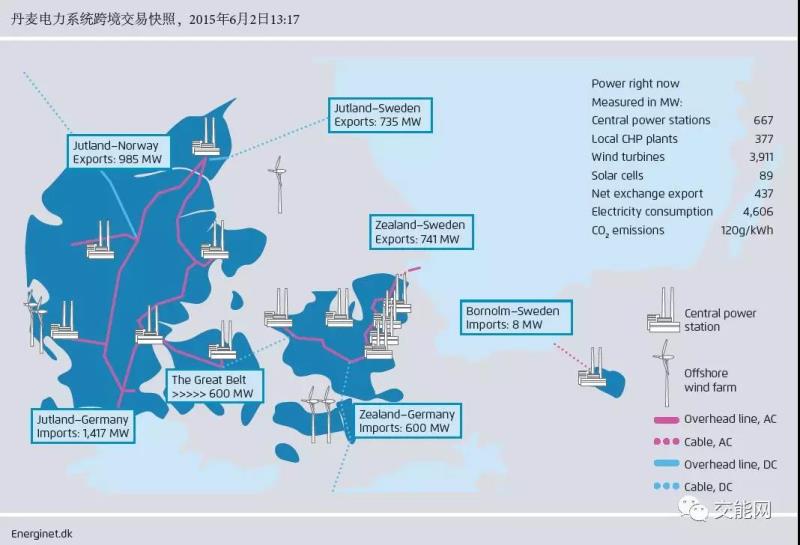 丹麦电力系统跨境交易快照，2015年6月2日13:17
Jutland–Sweden
Exports: 735 MW
Jutland–Norway
Exports: 985 MW
Zealand–Sweden
Exports: 741 MW
Bornolm–Sweden
Imports: 8 MW
The Great Belt
>>>>> 600 MW
Jutland–Germany
Imports: 1,417 MW
Zealand–Germany
Imports: 600 MW
Power right now
Measured in MW:
Central power stations 667
Local CHP plants 377
Wind turbines 3,911
Solar cells 89
Net exchange export 437
Electricity consumption 4,606
CO₂ emissions 120g/kWh
Central power
station
Offshore
wind farm
Overhead line, AC
Cable, AC
Overhead line, DC
Cable, DC
交能网
Energinet.dk